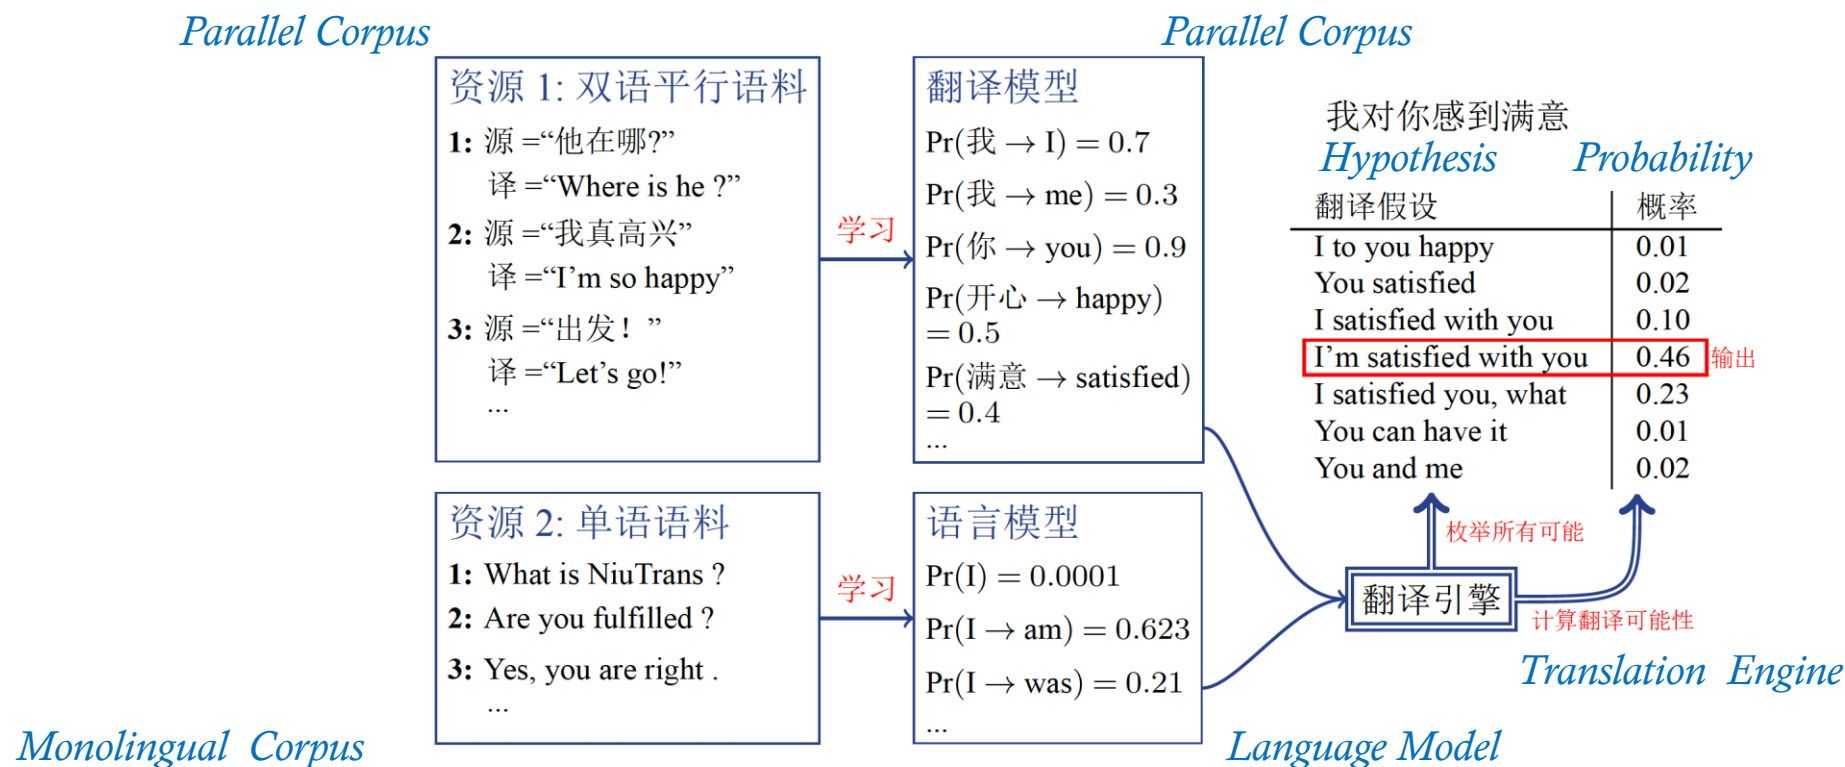 Parallel Corpus
资源 1: 双语平行语料
1: 源 =“他在哪?”
译 =“Where is he ?”
2: 源 =“我真高兴”
译 =“I’m so happy”
3: 源 =“出发！”
译 =“Let’s go!”
...
学习
Parallel Corpus
翻译模型
Pr(我 → I) = 0.7
Pr(我 → me) = 0.3
Pr(你 → you) = 0.9
Pr(开心 → happy)
= 0.5
Pr(满意 → satisfied)
= 0.4
...
Monolingual Corpus
资源 2: 单语语料
1: What is NiuTrans ?
2: Are you fulfilled ?
3: Yes, you are right .
...
学习
语言模型
Pr(I) = 0.0001
Pr(I → am) = 0.623
Pr(I → was) = 0.21
...
Language Model
我对你感到满意
Hypothesis Probability
翻译假设 概率
I to you happy 0.01
You satisfied 0.02
I satisfied with you 0.10
I’m satisfied with you 0.46 输出
I satisfied you, what 0.23
You can have it 0.01
You and me 0.02
枚举所有可能
翻译引擎
计算翻译可能性
Translation Engine